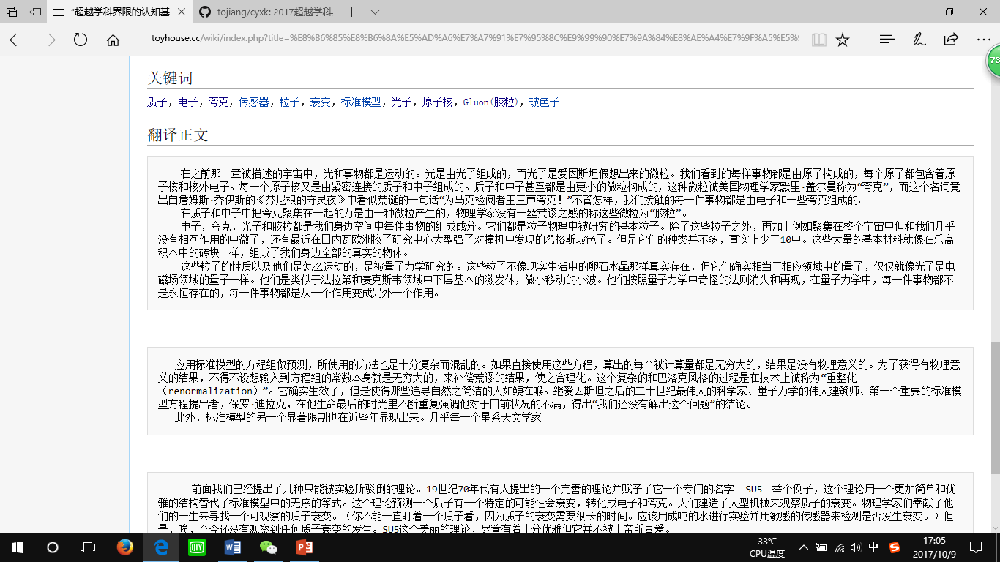 “超越学科界限的认知基
tojiang/cyxk: 2017超越学科
toyhouse.cc/wiki/index.php?title=%E8%B6%85%E8%B6%8A%E5%AD%A6%E7%A7%91%E7%95%8C%E9%99%90%E7%9A%84%E8%AE%A4%E7%9F%A5%E5%
73
关键词
质子，电子，夸克，传感器，粒子，衰变，标准模型，光子，原子核，Gluon(胶粒)，玻色子
翻译正文
在之前那一章被描述的宇宙中，光和事物都是运动的。光是由光子组成的，而光子是爱因斯坦假想出来的微粒。我们看到的每样事物都是由原子构成的，每个原子都包含着原
子核和核外电子。每一个原子核又是由紧密连接的质子和中子组成的。质子和中子甚至都是由更小的微粒构成的，这种微粒被美国物理学家默里·盖尔曼称为“夸克”，而这个名词竟
出自詹姆斯·乔伊斯的《芬尼根的守灵夜》中看似荒诞的一句话“为马克检阅者王三声夸克！”不管怎样，我们接触的每一件事物都是由电子和一些夸克组成的。
在质子和中子中把夸克聚集在一起的力是由一种微粒产生的，物理学家没有一丝荒谬之感的称这些微粒为“胶粒”。
电子，夸克，光子和胶粒都是我们身边空间中每件事物的组成成分。它们都是粒子物理中被研究的基本粒子。除了这些粒子之外，再加上例如聚集在整个宇宙中但和我们几乎
没有相互作用的中微子，还有最近在日内瓦欧洲核子研究中心大型强子对撞机中发现的希格斯玻色子。但是它们的种类并不多，事实上少于10中。这些大量的基本材料就像在乐高
积木中的砖块一样，组成了我们身边全部的真实的物体。
这些粒子的性质以及他们是怎么运动的，是被量子力学研究的。这些粒子不像现实生活中的卵石水晶那样真实存在，但它们确实相当于相应领域中的量子，仅仅就像光子是电
磁场领域的量子一样。他们是类似于法拉第和麦克斯韦领域中下层基本的激发体，微小移动的小波。他们按照量子力学中奇怪的法则消失和再现，在量子力学中，每一件事物都不
是永恒存在的，每一件事物都是从一个作用变成另外一个作用。
应用标准模型的方程组做预测，所使用的方法也是十分复杂而混乱的。如果直接使用这些方程，算出的每个被计算量都是无穷大的，结果是没有物理意义的。为了获得有物理意
义的结果，不得不设想输入到方程组的常数本身就是无穷大的，来补偿荒谬的结果，使之合理化。这个复杂的和巴洛克风格的过程是在技术上被称为“重整化
（renormalization）”。它确实生效了，但是使得那些追寻自然之简洁的人如鲠在喉。继爱因斯坦之后的二十世纪最伟大的科学家、量子力学的伟大建筑师、第一个重要的标准模
型方程提出者，保罗·迪拉克，在他生命最后的时光里不断重复强调他对于目前状况的不满，得出“我们还没有解出这个问题”的结论。
此外，标准模型的另一个显著限制也在近些年显现出来。几乎每一个星系天文学家
前面我们已经提出了几种只能被实验所驳倒的理论。19世纪70年代有人提出的一个完善的理论并赋予了它一个专门的名字——SU5。举个例子，这个理论用一个更加简单和优
雅的结构替代了标准模型中的无序的等式。这个理论预测一个质子有一个特定的可能性会衰变，转化成电子和夸克。人们建造了大型机械来观察质子的衰变。物理学家们奉献了他
们的一生来寻找一个可观察的质子衰变。（你不能一直盯着一个质子看，因为质子的衰变需要很长的时间。应该用成吨的水进行实验并用敏感的传感器来检测是否发生衰变。）但
是，唉，至今还没有观察到任何质子衰变的发生。SU5这个美丽的理论，尽管有着十分优雅但它并不被上帝所真爱。
33℃
CPU温度
中
17:05
2017/10/9